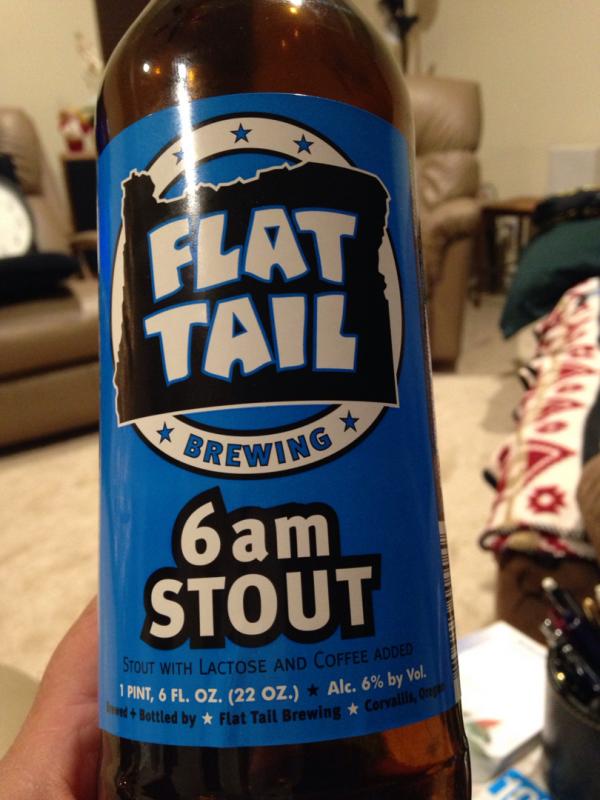 FLAT
TAIL
BREWING
6am
STOUT
STOUT WITH LACTOSE AND COFFEE ADDED
1 PINT, 6 FL. OZ. (22 OZ.) ★ Alc. 6% by Vol.
Brewed + Bottled by ★ Flat Tail Brewing ★ Corvallis, Oregon